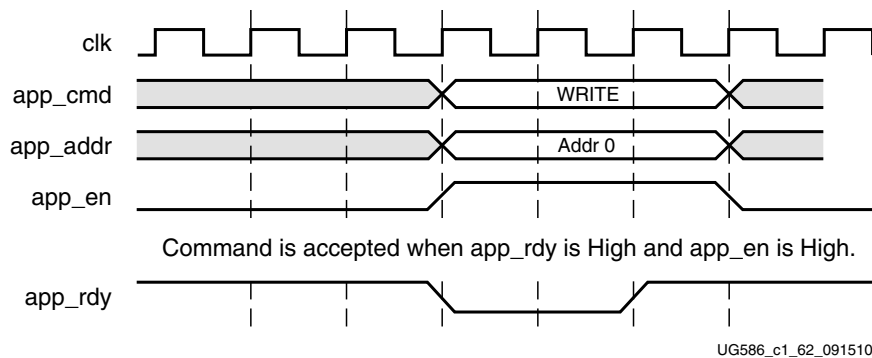 clk
app_cmd WRITE
app_addr Addr 0
app_en
Command is accepted when app_rdy is High and app_en is High.
app_rdy
UG586_c1_62_091510